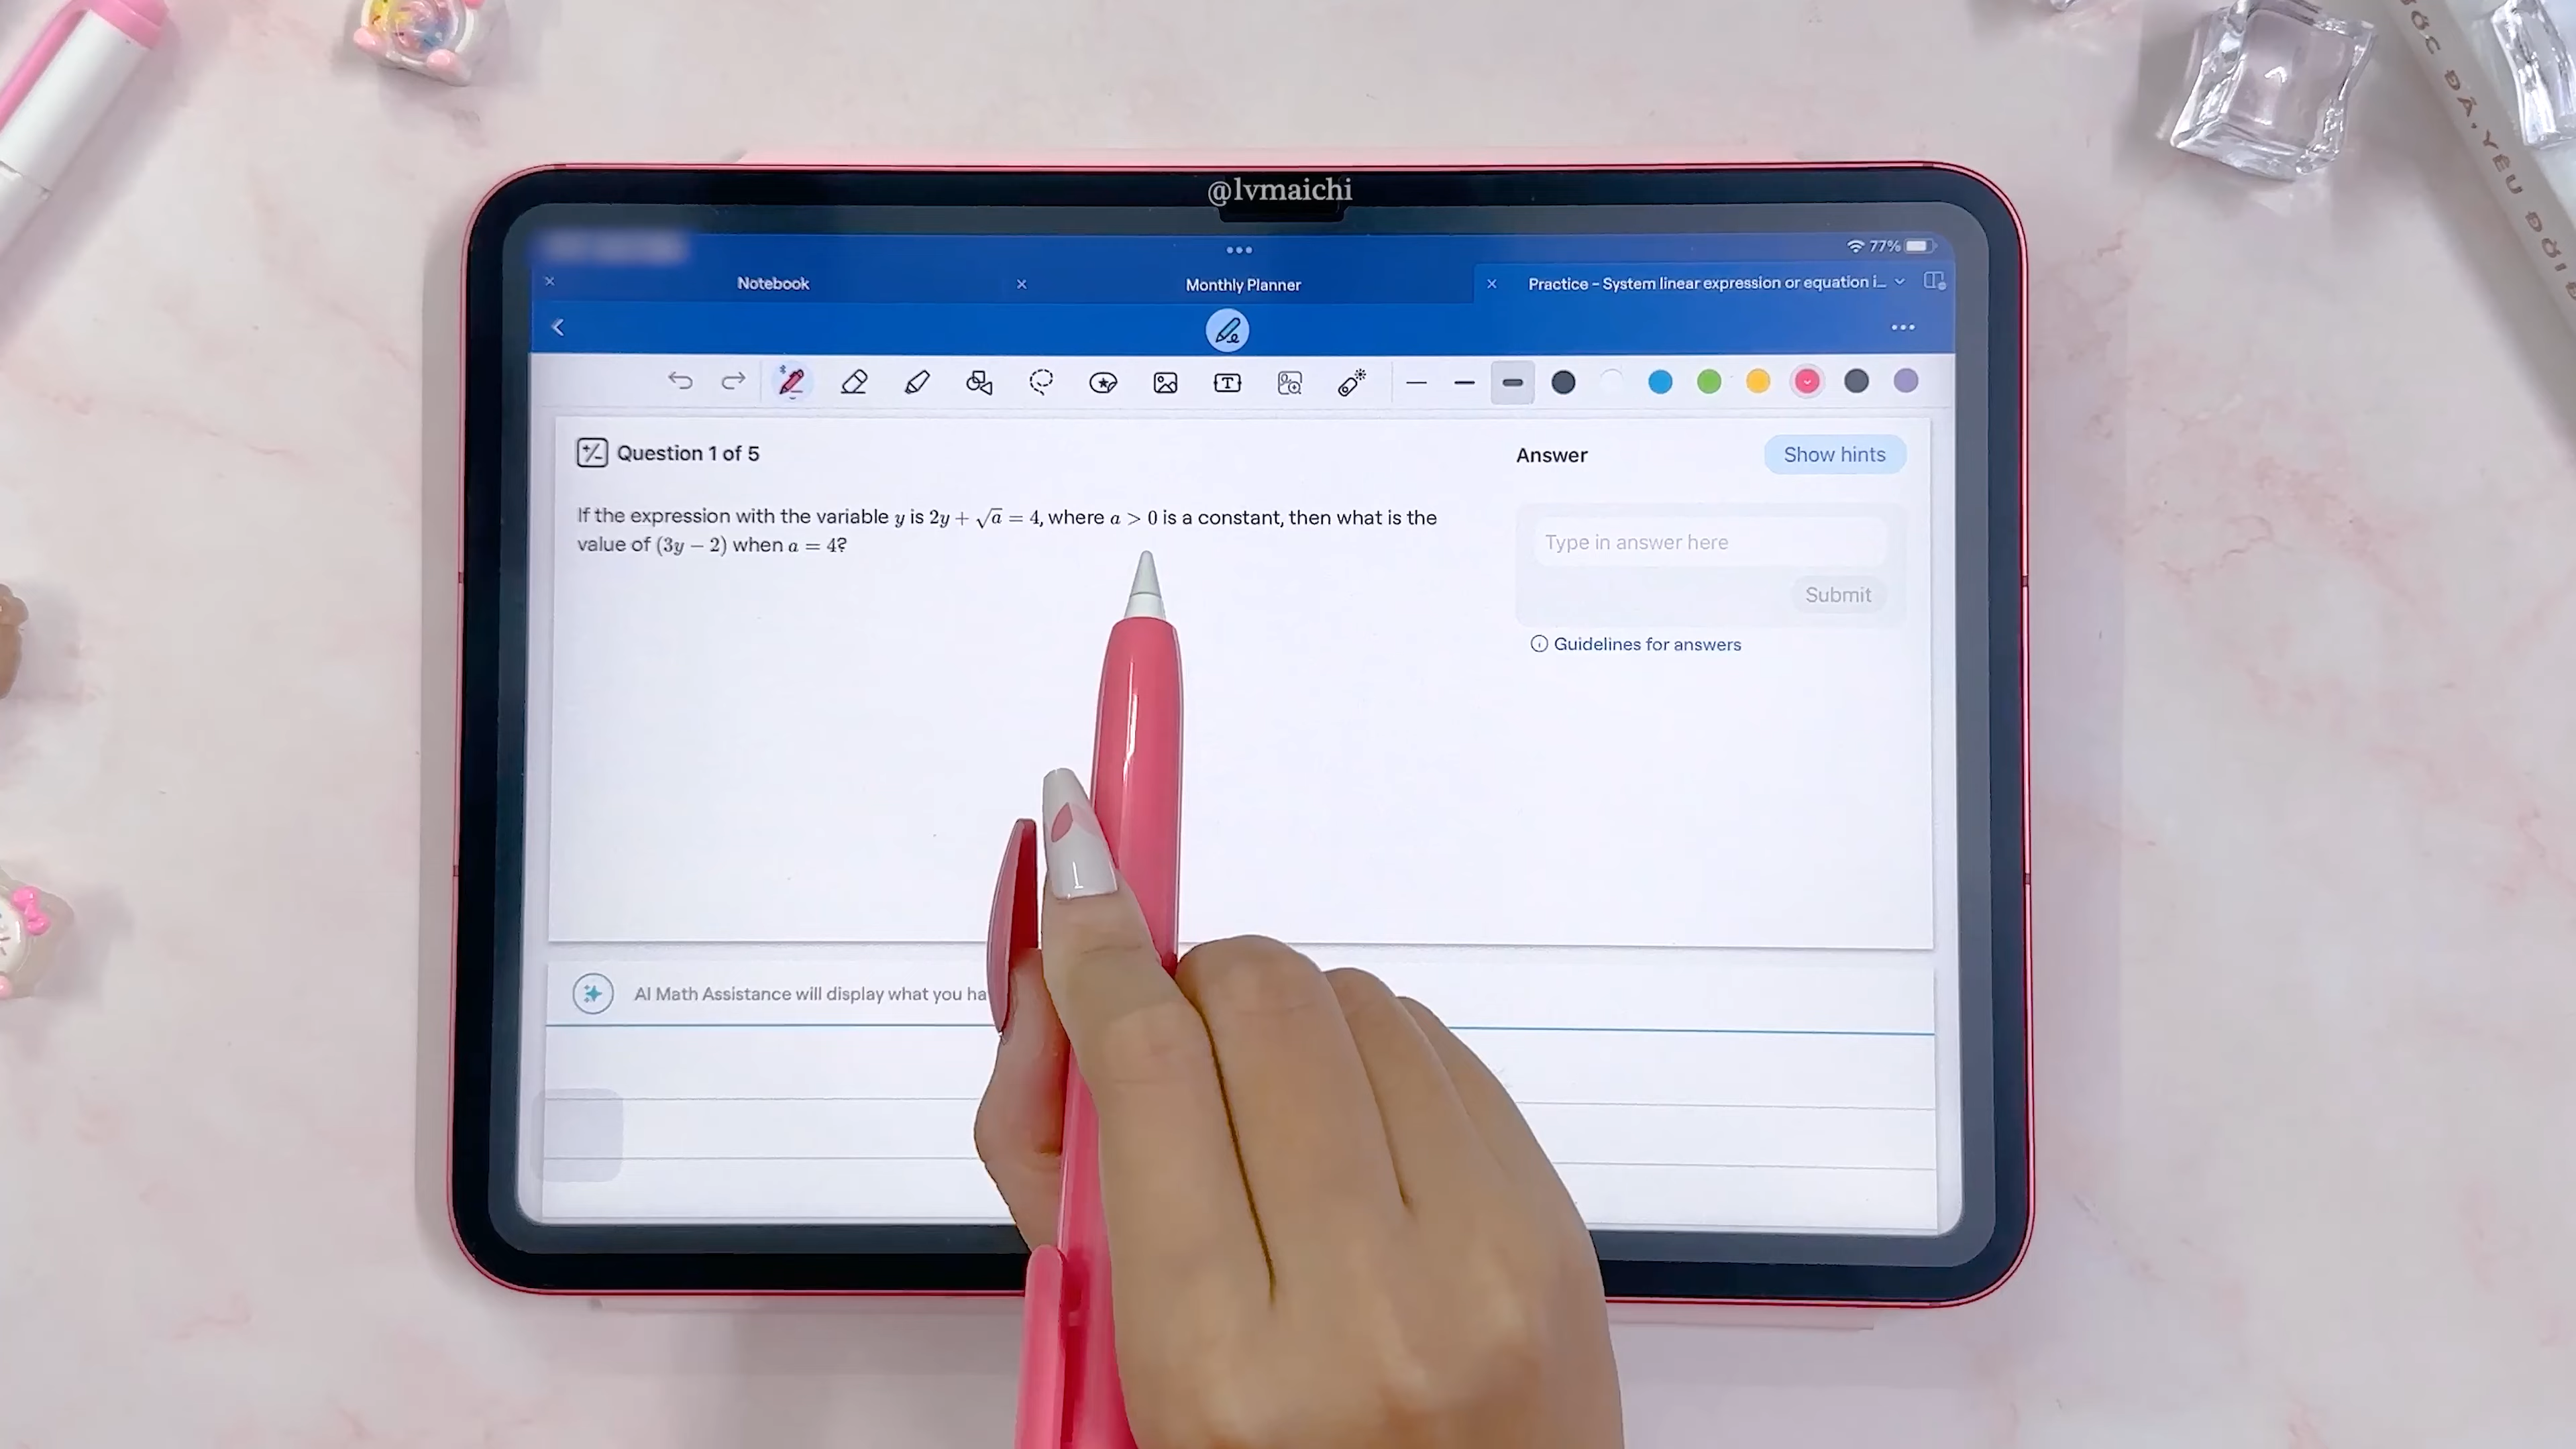 @lvmaichi
77%
Notebook
Monthly Planner
Practice - System linear expression or equation i...
Question 1 of 5
Answer
Show hints
If the expression with the variable y is 2y + √a = 4, where a > 0 is a constant, then what is the
value of (3y − 2) when a = 4?
Type in answer here
Submit
Guidelines for answers
AI Math Assistance will display what you ha
ĐÁ, YÊU ĐỜI